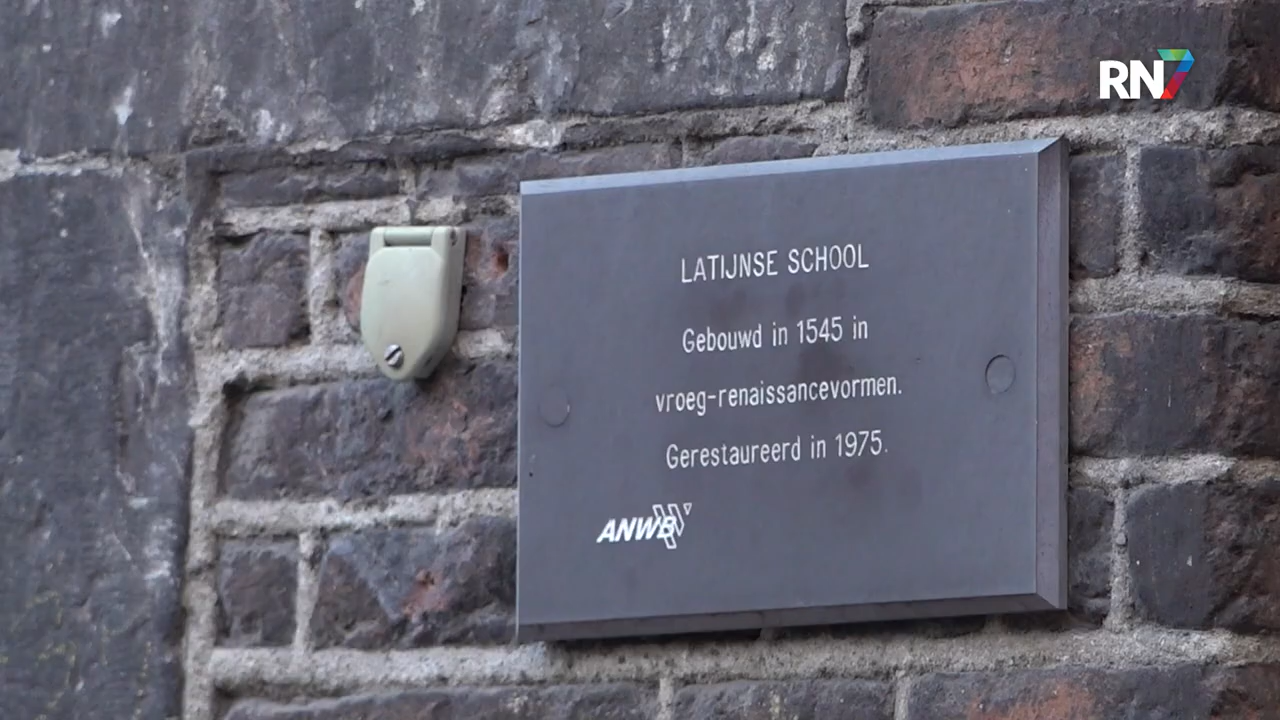 RN7
LATIJNSE SCHOOL
Gebouwd in 1545 in
vroeg-renaissancevormen.
Gerestaureerd in 1975.
ANWB